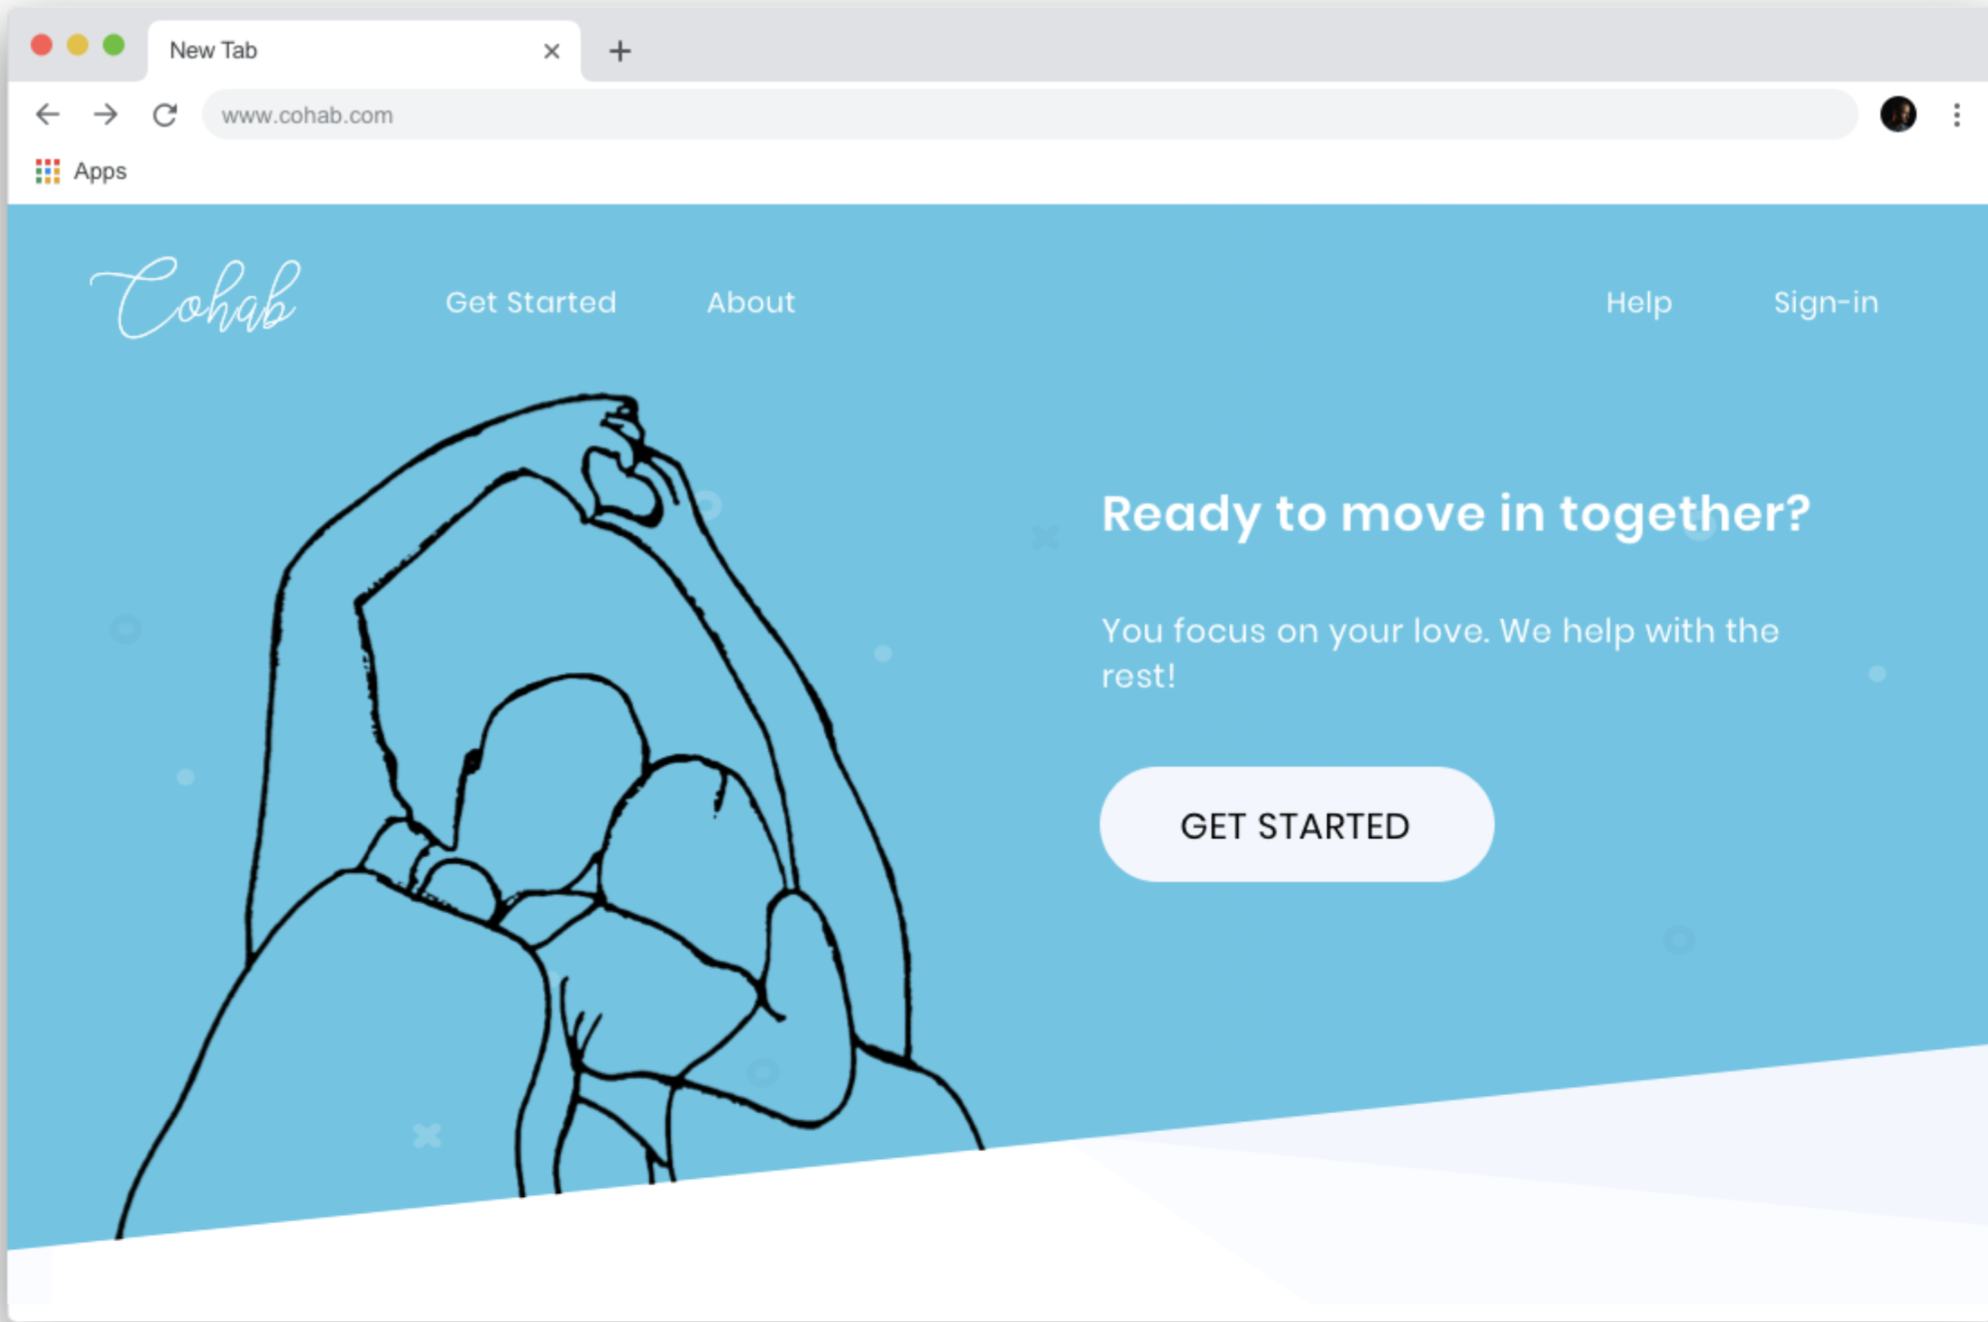 New Tab
www.cohab.com
Apps
Cohab
Get Started
About
Help
Sign-in
Ready to move in together?
You focus on your love. We help with the
rest!
GET STARTED